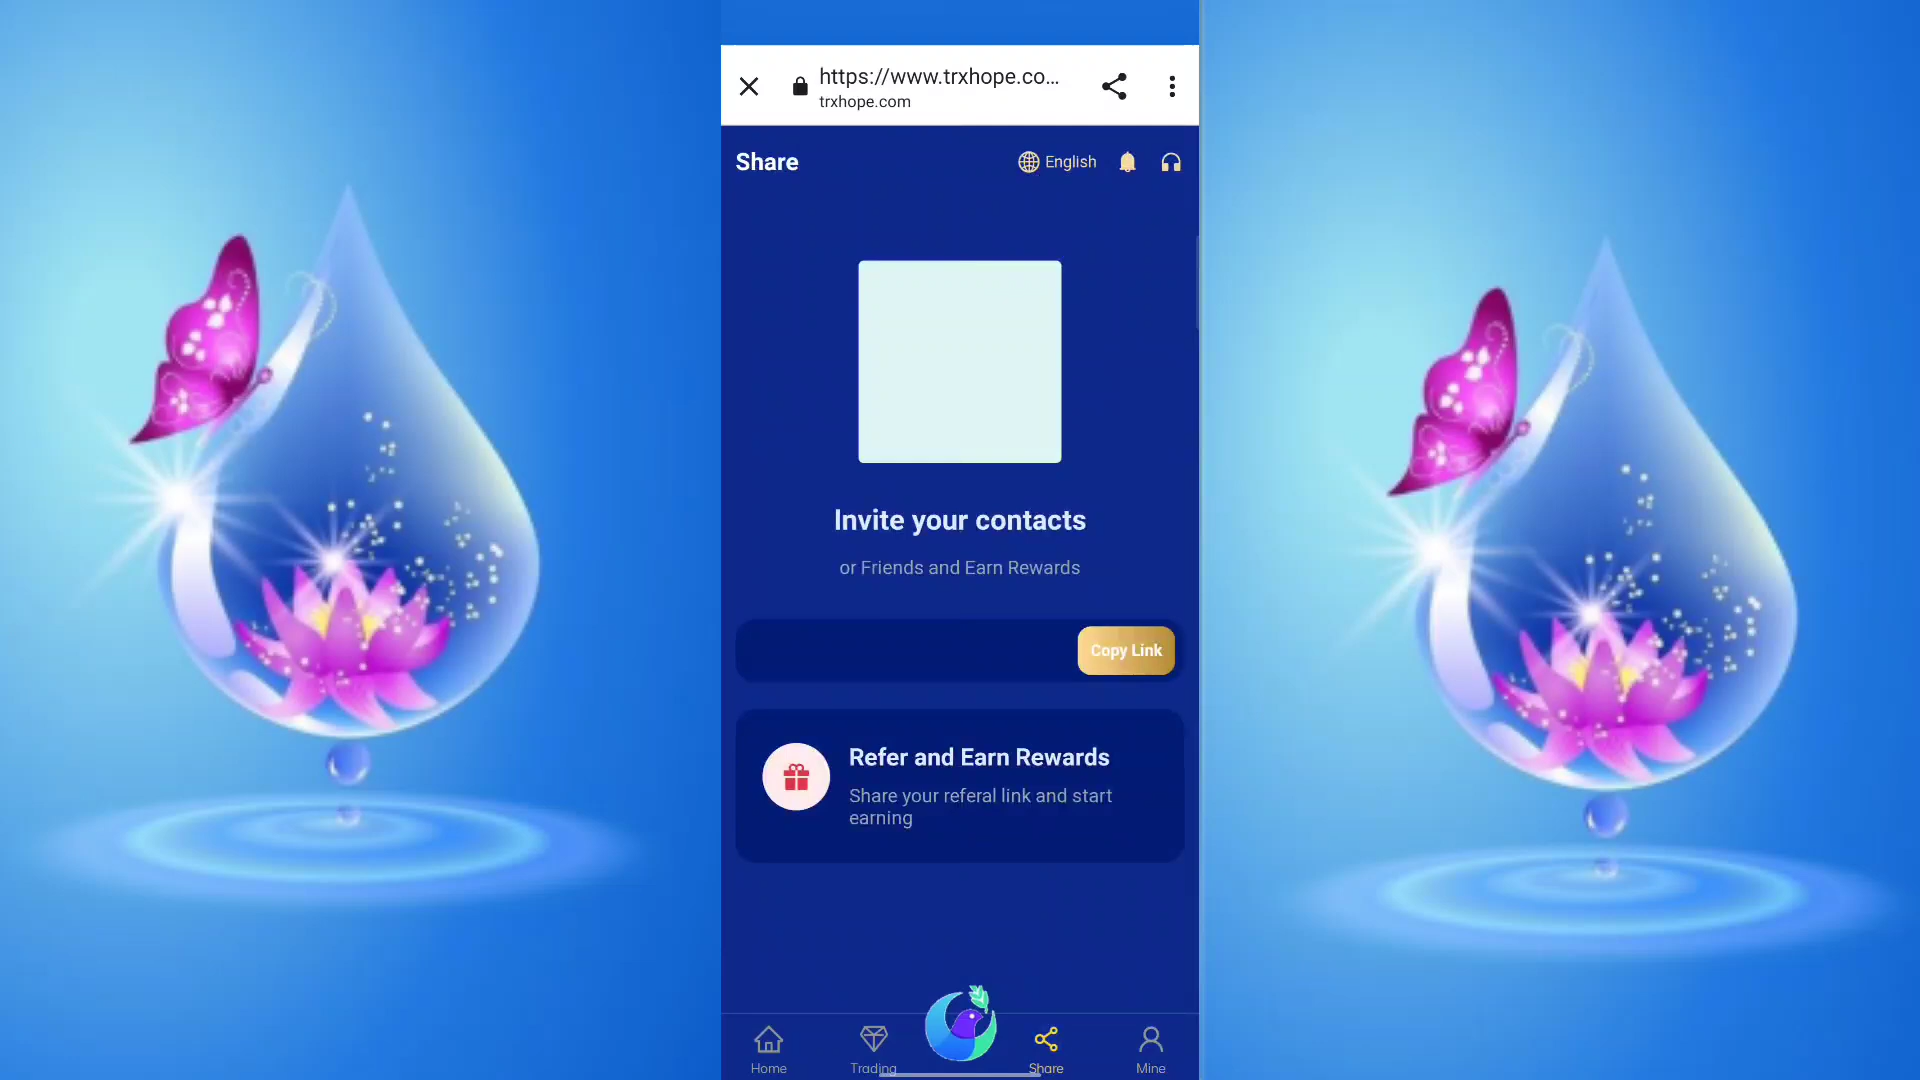 https://www.trxhope.co...
trxhope.com
Share
English
Invite your contacts
or Friends and Earn Rewards
Copy Link
Refer and Earn Rewards
Share your referal link and start
earning
Home
Trading
Share
Mine